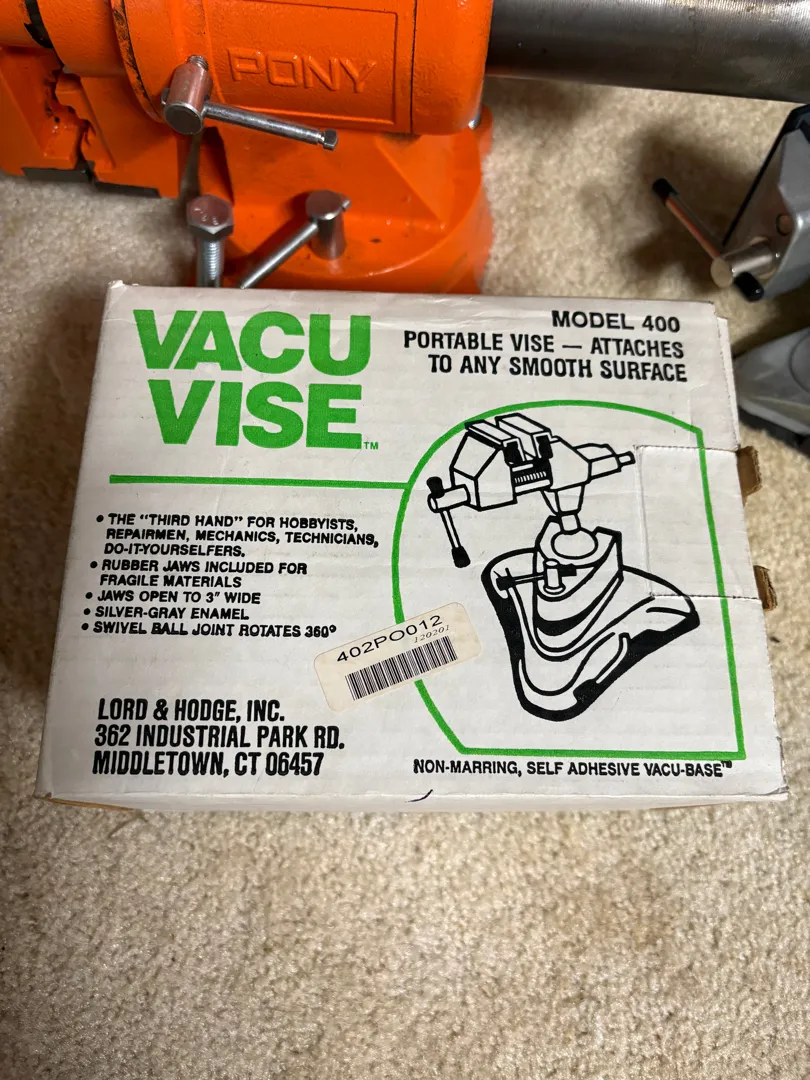 PONY
VACU
VISE™
MODEL 400
PORTABLE VISE — ATTACHES
TO ANY SMOOTH SURFACE
• THE "THIRD HAND" FOR HOBBYISTS,
REPAIRMEN, MECHANICS, TECHNICIANS,
DO-IT-YOURSELFERS.
• RUBBER JAWS INCLUDED FOR
FRAGILE MATERIALS
• JAWS OPEN TO 3" WIDE
• SILVER-GRAY ENAMEL
• SWIVEL BALL JOINT ROTATES 360°
402PO012
120201
LORD & HODGE, INC.
362 INDUSTRIAL PARK RD.
MIDDLETOWN, CT 06457
NON-MARRING, SELF ADHESIVE VACU-BASE™